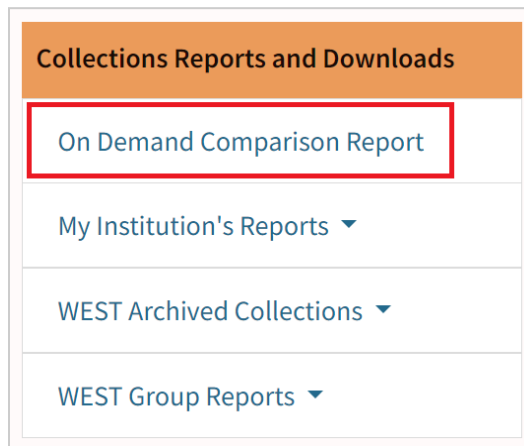 Collections Reports and Downloads
On Demand Comparison Report
My Institution's Reports
WEST Archived Collections
WEST Group Reports